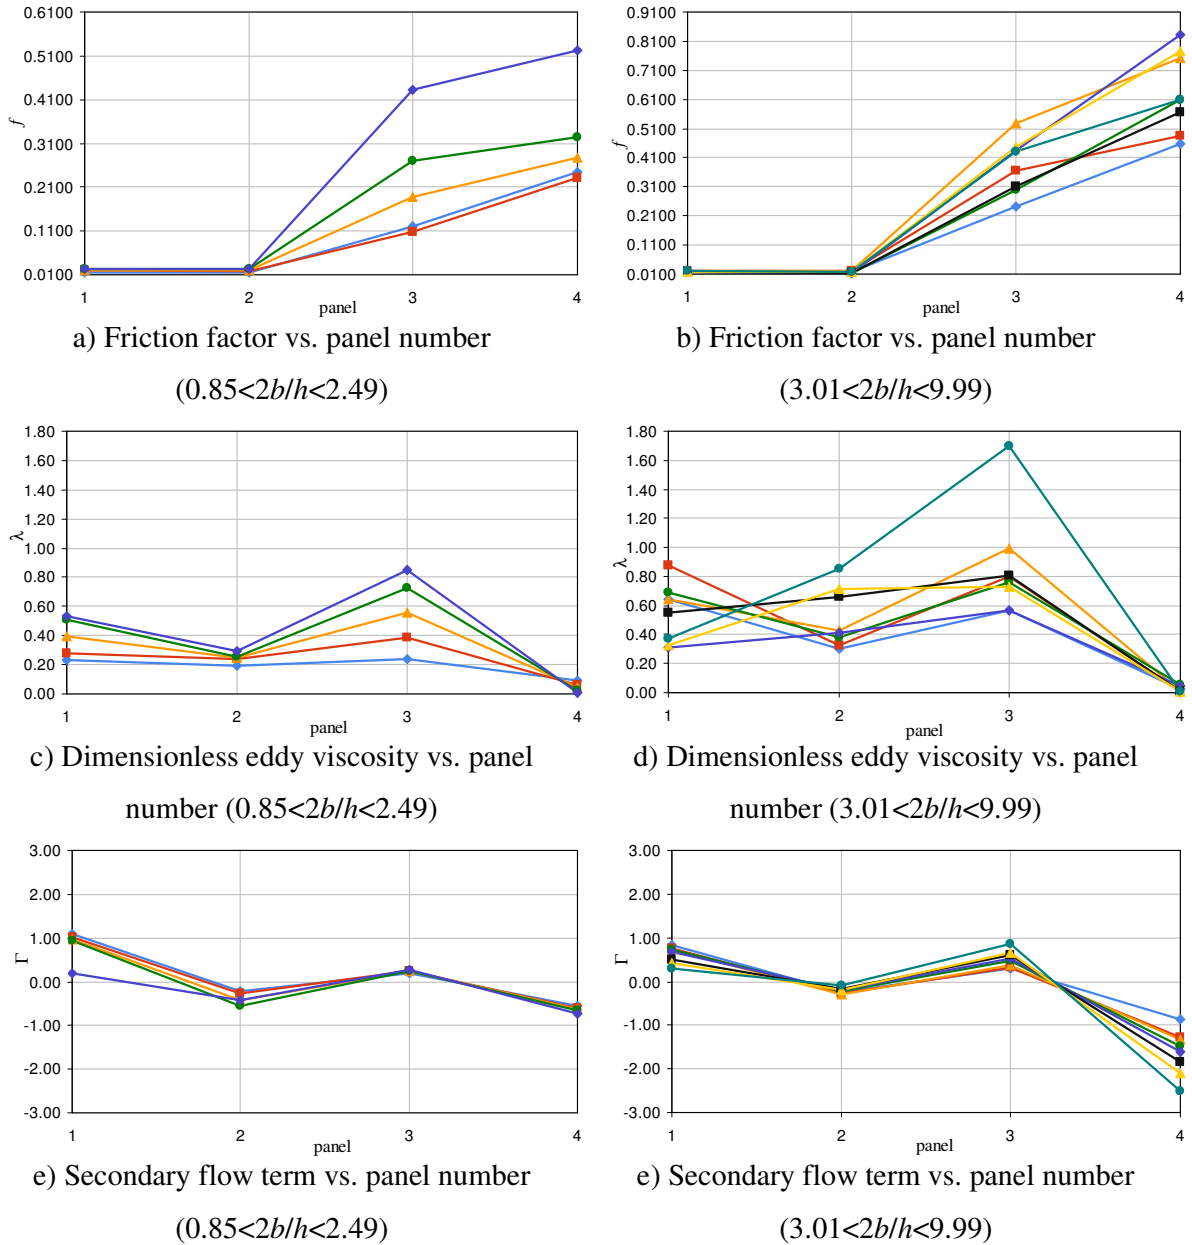 0.6100
0.5100
0.4100
0.3100
0.2100
0.1100
0.0100
f
1 2 3 4
panel
a) Friction factor vs. panel number
(0.85<2b/h<2.49)
0.9100
0.8100
0.7100
0.6100
0.5100
0.4100
0.3100
0.2100
0.1100
0.0100
f
1 2 3 4
panel
b) Friction factor vs. panel number
(3.01<2b/h<9.99)
1.80
1.60
1.40
1.20
1.00
0.80
0.60
0.40
0.20
0.00
λ
1 2 3 4
panel
c) Dimensionless eddy viscosity vs. panel
number (0.85<2b/h<2.49)
1.80
1.60
1.40
1.20
1.00
0.80
0.60
0.40
0.20
0.00
λ
1 2 3 4
panel
d) Dimensionless eddy viscosity vs. panel
number (3.01<2b/h<9.99)
3.00
2.00
1.00
0.00
-1.00
-2.00
-3.00
Γ
1 2 3 4
panel
e) Secondary flow term vs. panel number
(0.85<2b/h<2.49)
3.00
2.00
1.00
0.00
-1.00
-2.00
-3.00
Γ
1 2 3 4
panel
e) Secondary flow term vs. panel number
(3.01<2b/h<9.99)